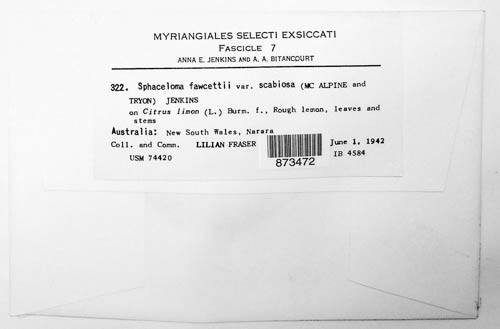 MYRIANGIALES SELECTI EXSICCATI
FASCICLE 7
ANNA E. JENKINS AND A. A. BITANCOURT
322. Sphaceloma fawcettii var. scabiosa (MC ALPINE and
TRYON) JENKINS
on Citrus limon (L.) Burm. f., Rough lemon, leaves and
stems
Australia: New South Wales, Narara
Coll. and Comm. LILIAN FRASER June 1, 1942
USM 74420 IB 4584
873472